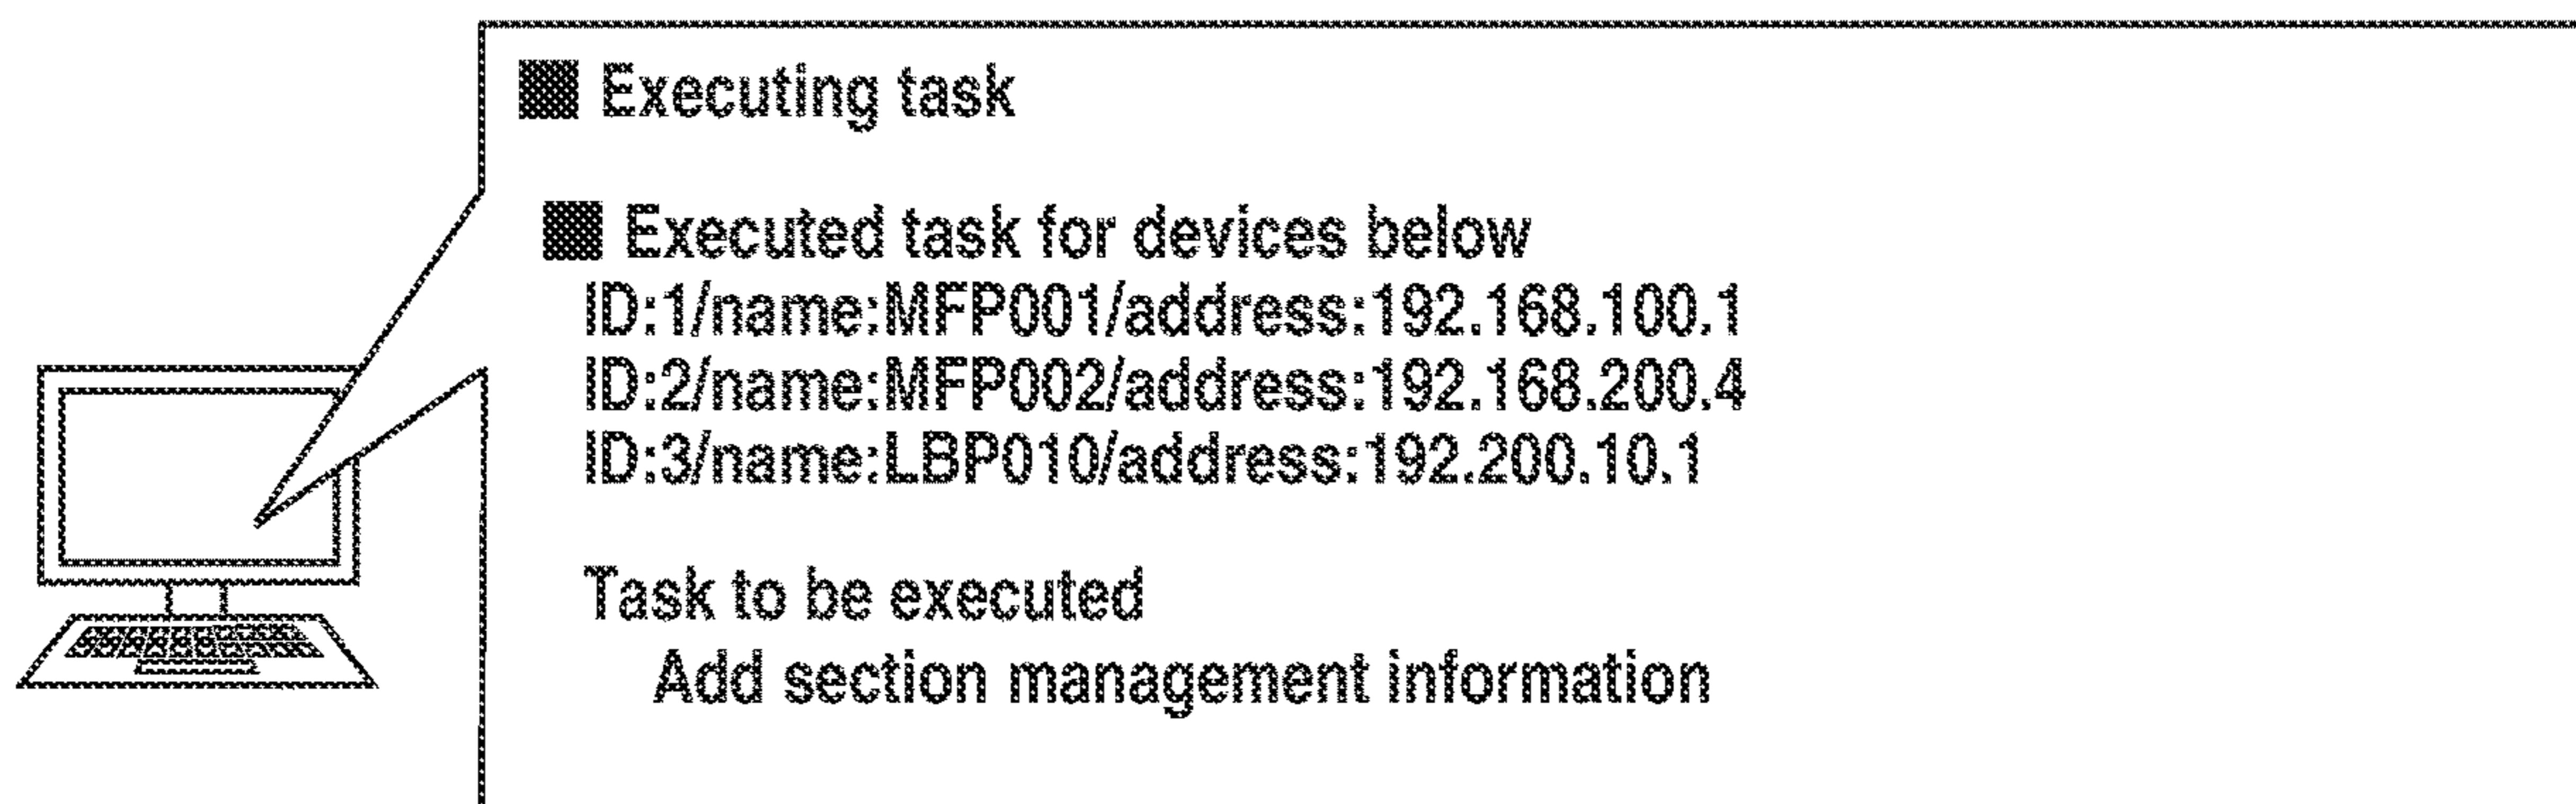 ■ Executing task
■ Executed task for devices below
ID:1/name:MFP001/address:192.168.100.1
ID:2/name:MFP002/address:192.168.200.4
ID:3/name:LBP010/address:192.200.10.1
Task to be executed
Add section management information